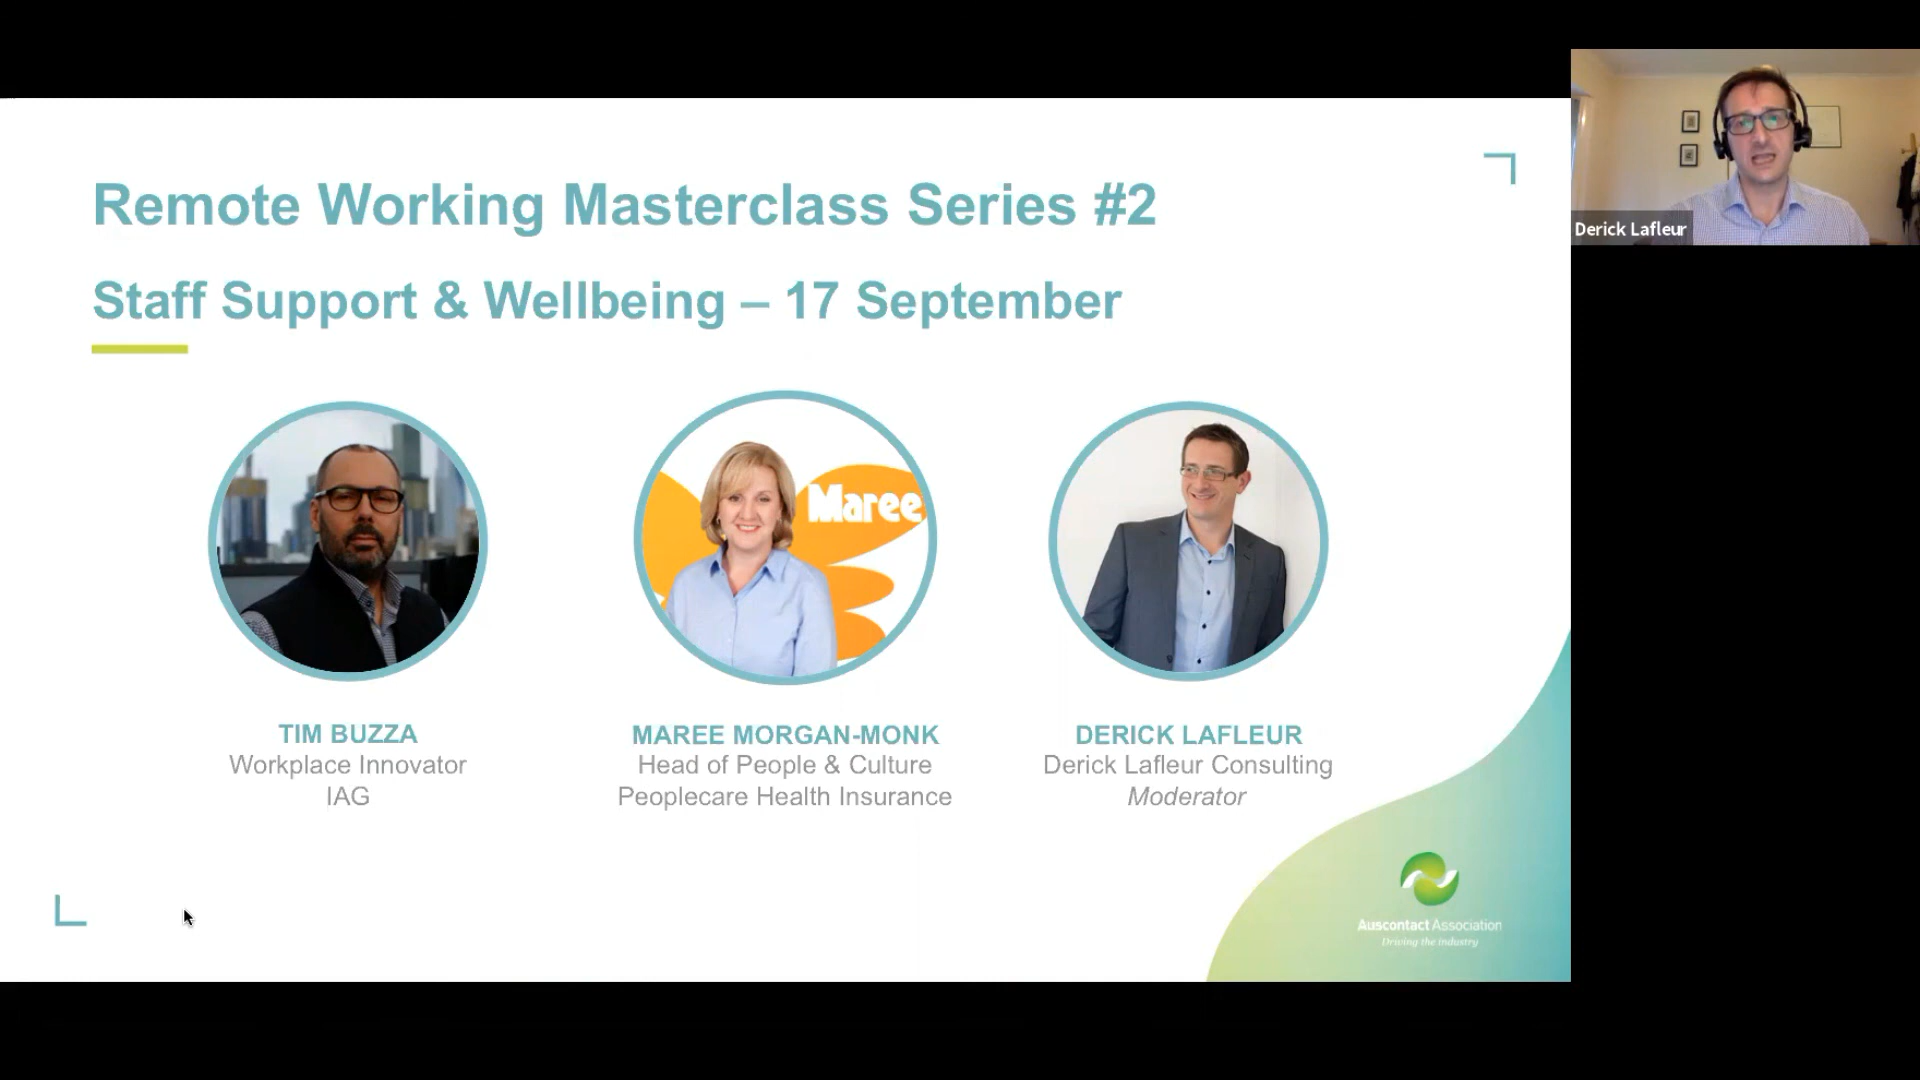 Remote Working Masterclass Series #2
Staff Support & Wellbeing – 17 September
Derick Lafleur
Maree
TIM BUZZA
Workplace Innovator
IAG
MAREE MORGAN-MONK
Head of People & Culture
Peoplecare Health Insurance
DERICK LAFLEUR
Derick Lafleur Consulting
Moderator
Auscontact Association
Driving the Industry